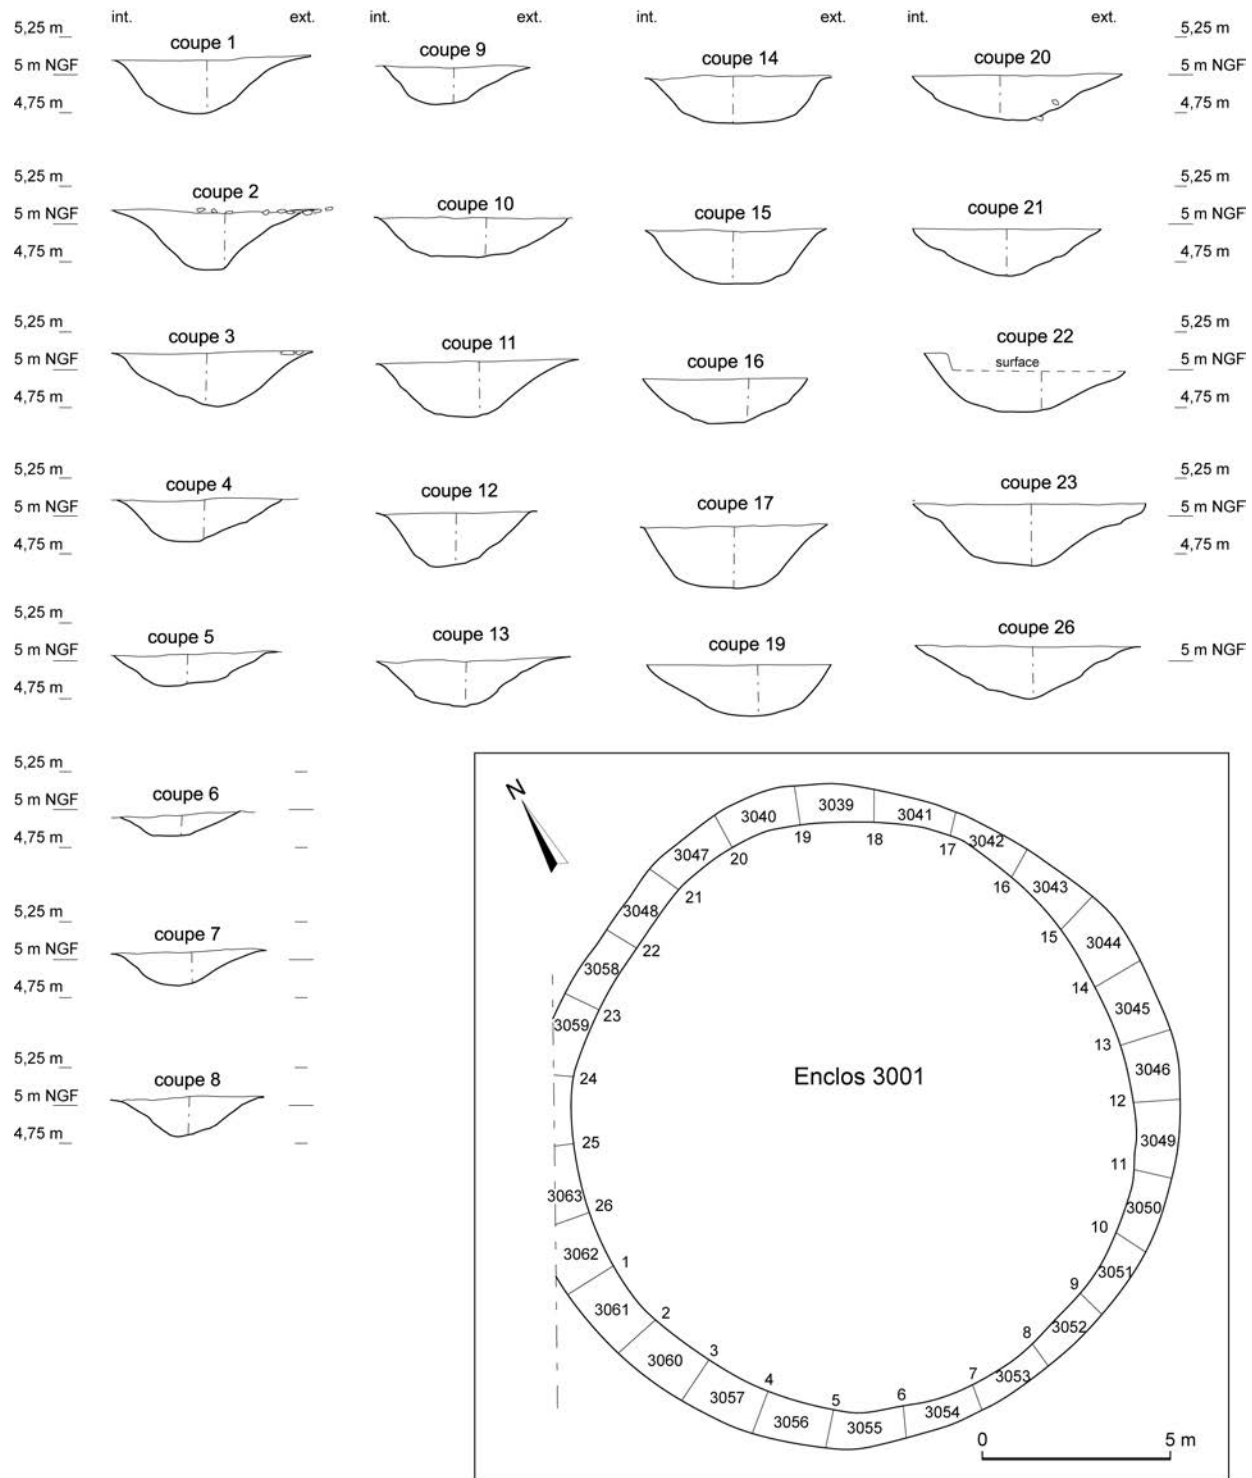 int. ext. int. ext. int. ext. int. ext.
5,25 m coupe 1 coupe 9 coupe 14 coupe 20 5,25 m
5 m NGF 5 m NGF
4,75 m 4,75 m
5,25 m coupe 2 coupe 10 coupe 15 coupe 21 5,25 m
5 m NGF 5 m NGF
4,75 m 4,75 m
5,25 m coupe 3 coupe 11 coupe 16 coupe 22 5,25 m
5 m NGF surface 5 m NGF
4,75 m 4,75 m
5,25 m coupe 4 coupe 12 coupe 17 coupe 23 5,25 m
5 m NGF 5 m NGF
4,75 m 4,75 m
5,25 m coupe 5 coupe 13 coupe 19 coupe 26
5 m NGF 5 m NGF
4,75 m
5,25 m
coupe 6
5 m NGF
4,75 m
5,25 m
coupe 7
5 m NGF
4,75 m
5,25 m
coupe 8
5 m NGF
4,75 m
N
3040 3039 3041 3042
19 18 17
3047 20 16 3043
21 15
3048 3044
22 14
3058 3045
23 13
3059 3046
24 Enclos 3001 12
25 3049
11
3063 26 3050
10
3062 1 3051
9
3061 2 3052
8
3060 3 3053
4 7
3057 5 6 3054
3056 3055
0 5 m